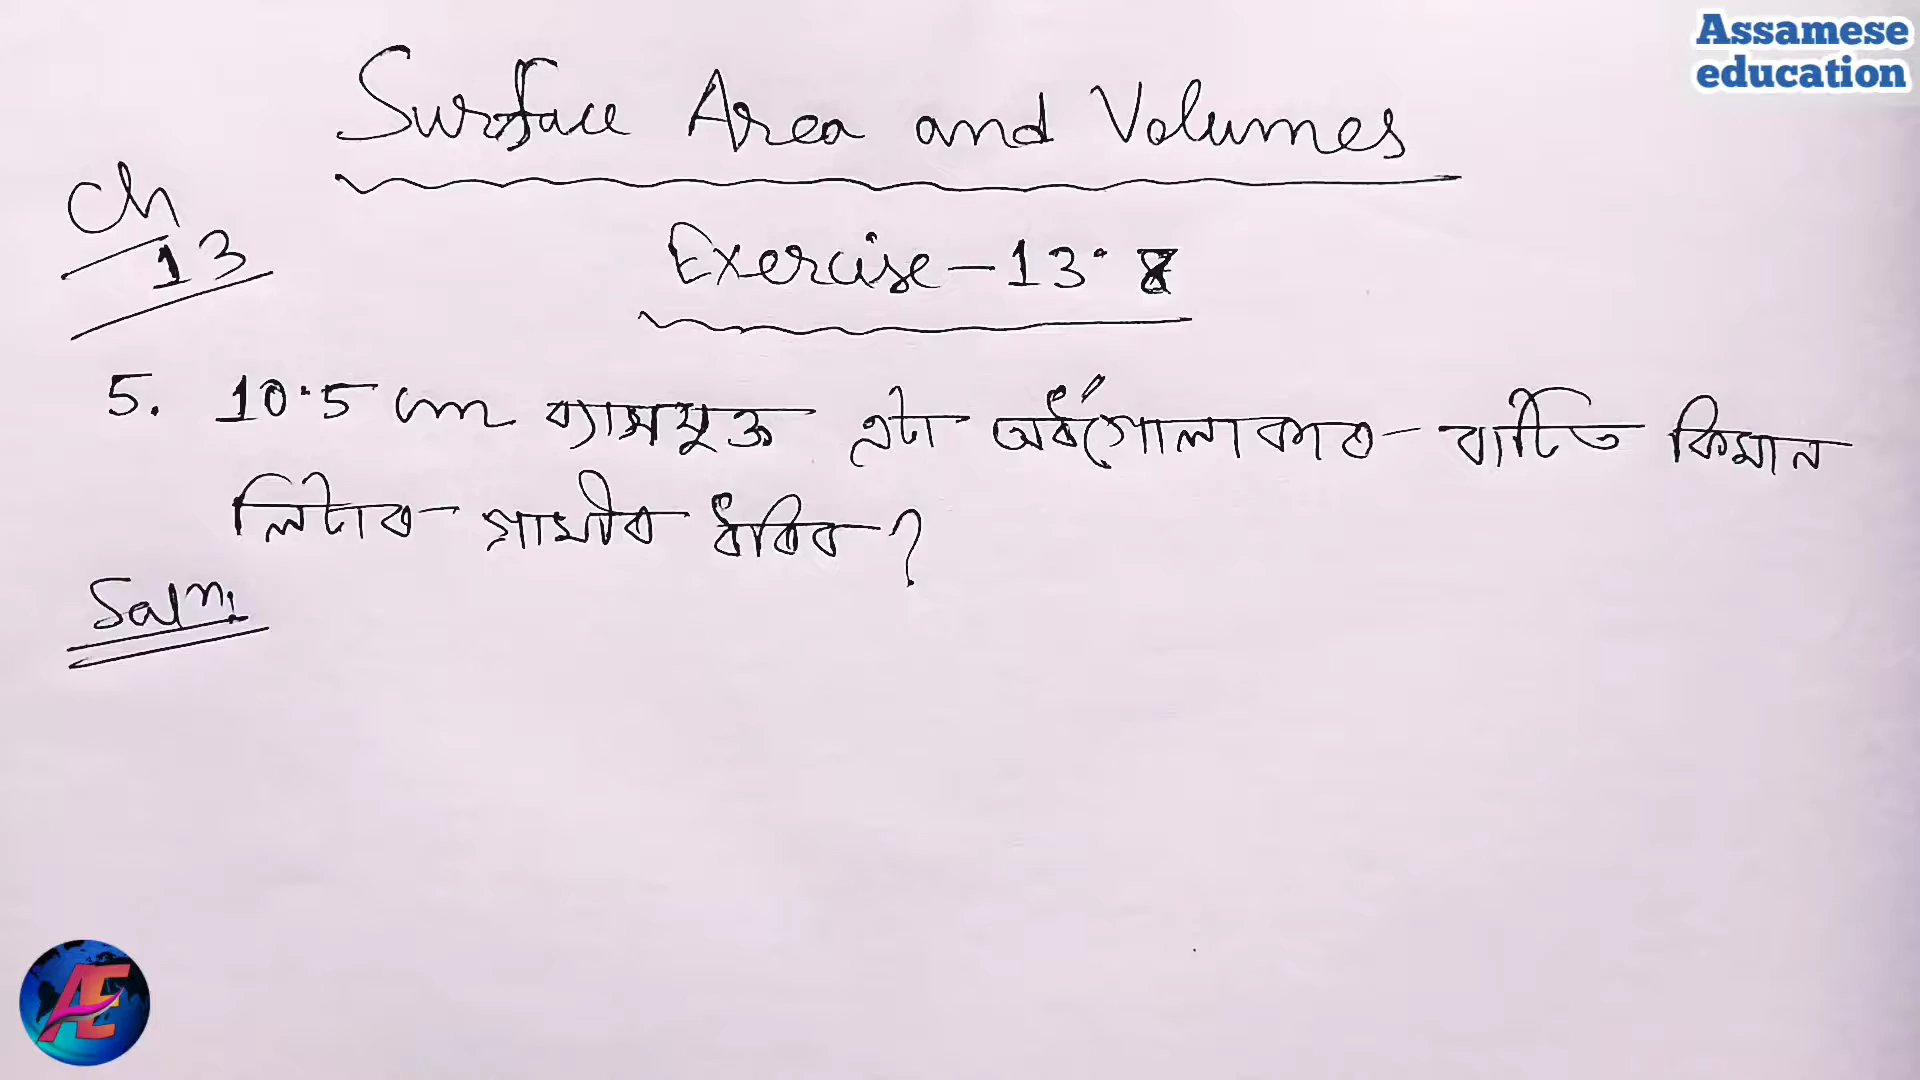 Assamese
education
Surface Area and Volumes
Ch
13
Exercise - 13.8
5. 10.5 cm ব্যাসযুক্ত এটা অৰ্ধগোলাকাৰ বাটিত কিমান
লিটাৰ গাখীৰ ধৰিব?
Solⁿ:
AE